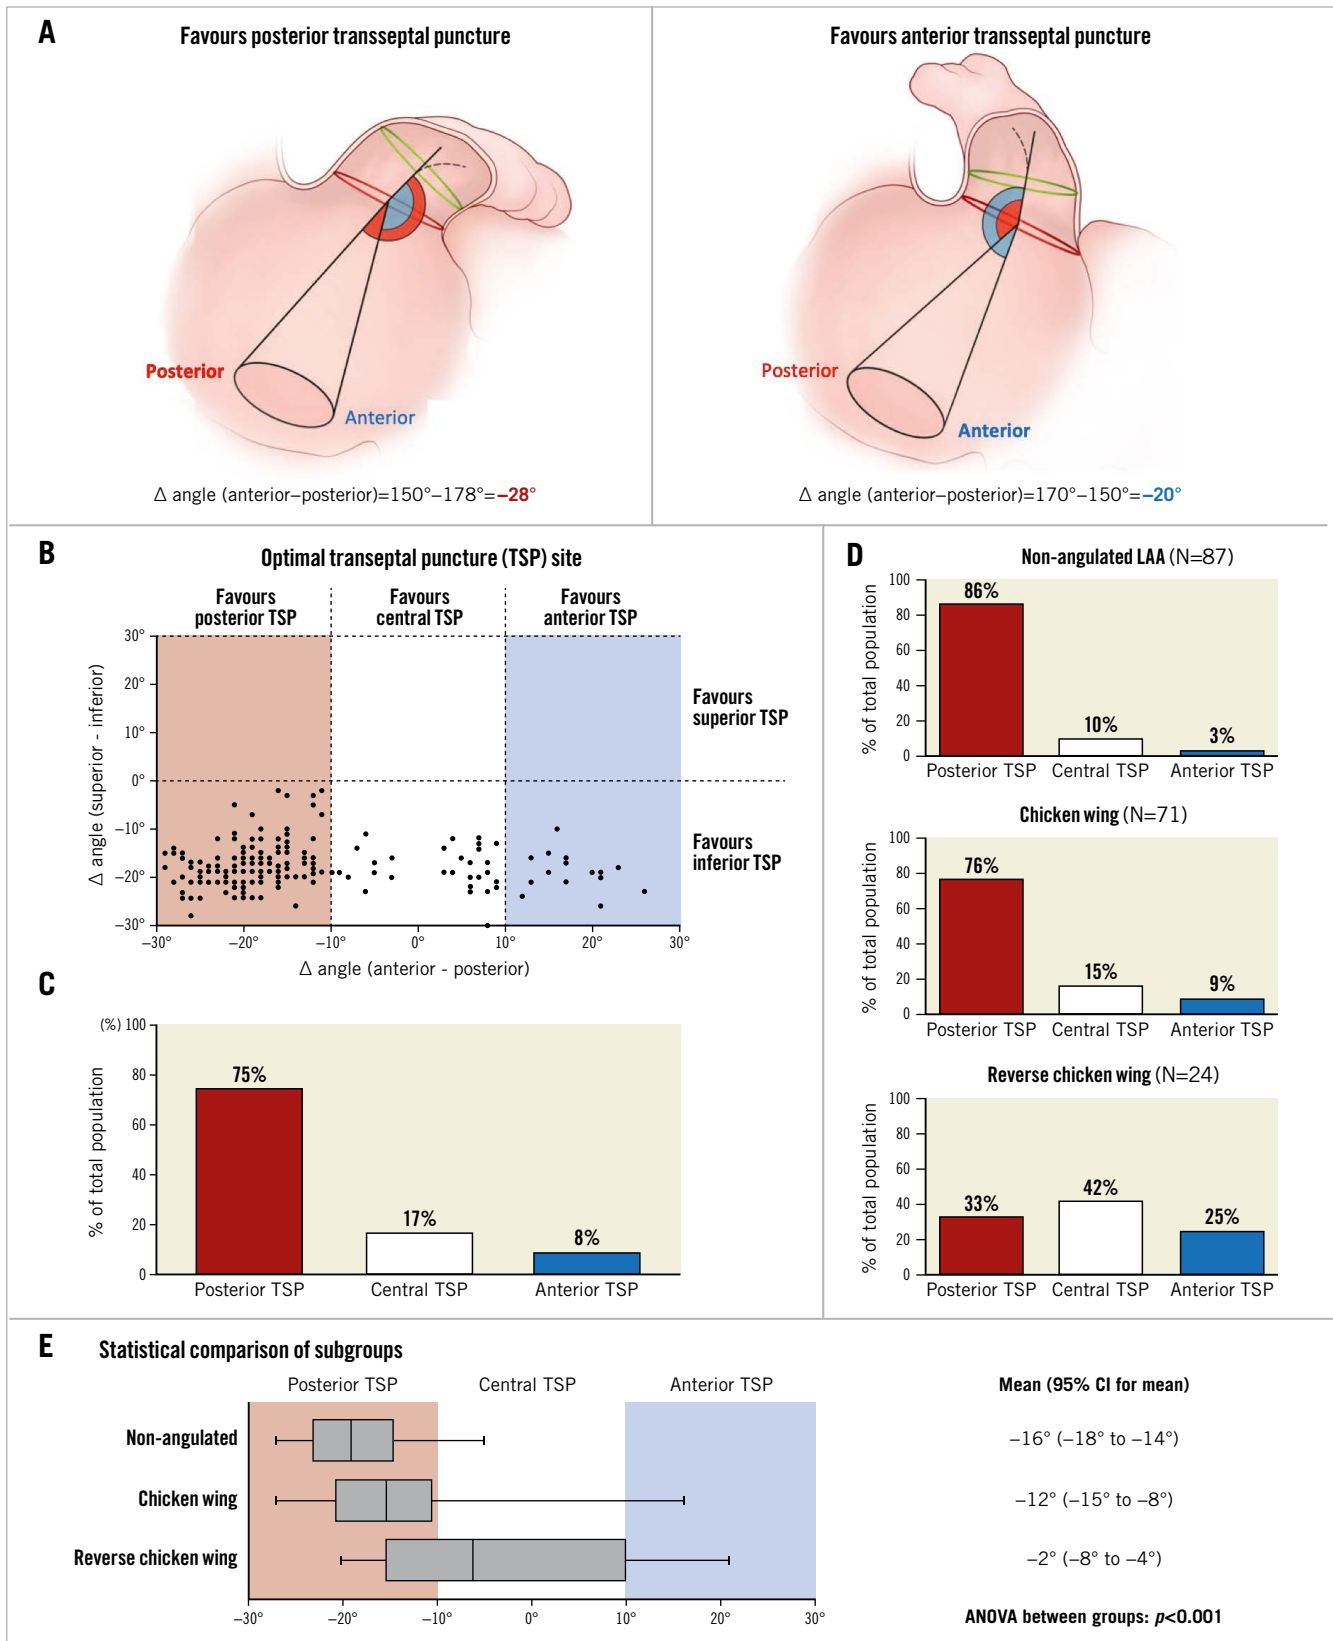 A
Favours posterior transseptal puncture
Posterior
Anterior
Δ angle (anterior–posterior)=150°–178°=–28°
Favours anterior transseptal puncture
Posterior
Anterior
Δ angle (anterior–posterior)=170°–150°=–20°
B
Optimal transeptal puncture (TSP) site
Favours
posterior TSP
Favours
central TSP
Favours
anterior TSP
Δ angle (superior - inferior)
30°
20°
10°
0°
–10°
–20°
–30°
Favours
superior TSP
Favours
inferior TSP
–30°
–20°
–10°
0°
10°
20°
30°
Δ angle (anterior - posterior)
C
% of total population
(%) 100
80
60
40
20
0
75%
17%
8%
Posterior TSP
Central TSP
Anterior TSP
D
Non-angulated LAA (N=87)
% of total population
100
80
60
40
20
0
86%
10%
3%
Posterior TSP
Central TSP
Anterior TSP
Chicken wing (N=71)
% of total population
100
80
60
40
20
0
76%
15%
9%
Posterior TSP
Central TSP
Anterior TSP
Reverse chicken wing (N=24)
% of total population
100
80
60
40
20
0
33%
42%
25%
Posterior TSP
Central TSP
Anterior TSP
E
Statistical comparison of subgroups
Posterior TSP
Central TSP
Anterior TSP
Mean (95% CI for mean)
Non-angulated
–16° (–18° to –14°)
Chicken wing
–12° (–15° to –8°)
Reverse chicken wing
–2° (–8° to –4°)
–30°
–20°
–10°
0°
10°
20°
30°
ANOVA between groups: p<0.001